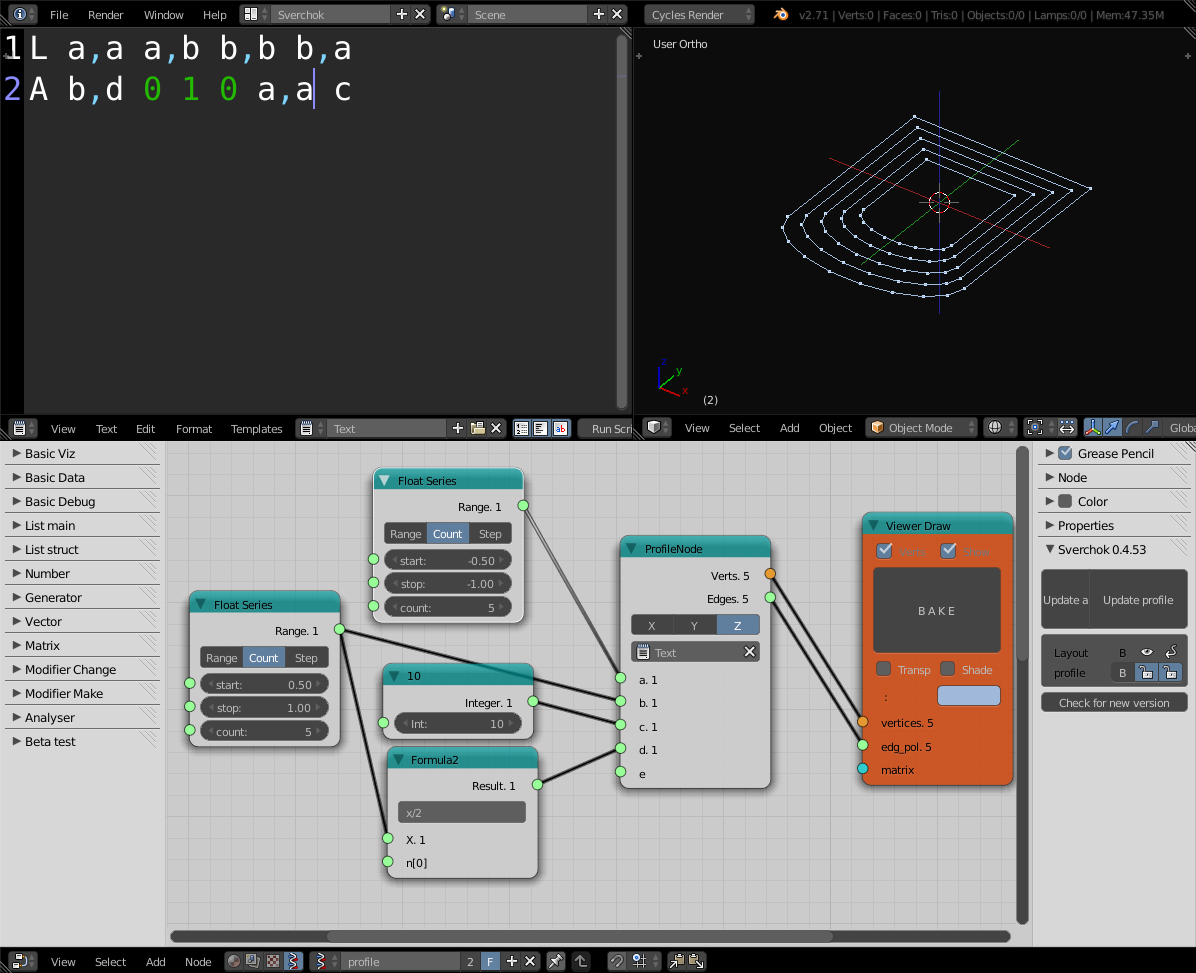 File Render Window Help Sverchok Scene Cycles Render v2.71 | Verts:0 | Faces:0 | Tris:0 | Objects:0/0 | Lamps:0/0 | Mem:47.35M
1 L a,a a,b b,b b,a
2 A b,d 0 1 0 a,a c
User Ortho
z
y
x
(2)
View Text Edit Format Templates Text Run Scri
View Select Add Object Object Mode Globa
Basic Viz
Basic Data
Basic Debug
List main
List struct
Number
Generator
Vector
Matrix
Modifier Change
Modifier Make
Analyser
Beta test
Float Series
Range. 1
Range Count Step
start: -0.50
stop: -1.00
count: 5
Float Series
Range. 1
Range Count Step
start: 0.50
stop: 1.00
count: 5
10
Integer. 1
Int: 10
Formula2
Result. 1
x/2
X. 1
n[0]
ProfileNode
Verts. 5
Edges. 5
X Y Z
Text
a. 1
b. 1
c. 1
d. 1
e
Viewer Draw
BAKE
Transp Shade
:
vertices. 5
edg_pol. 5
matrix
Grease Pencil
Node
Color
Properties
Sverchok 0.4.53
Update a Update profile
Layout B
profile B
Check for new version
View Select Add Node profile 2 F